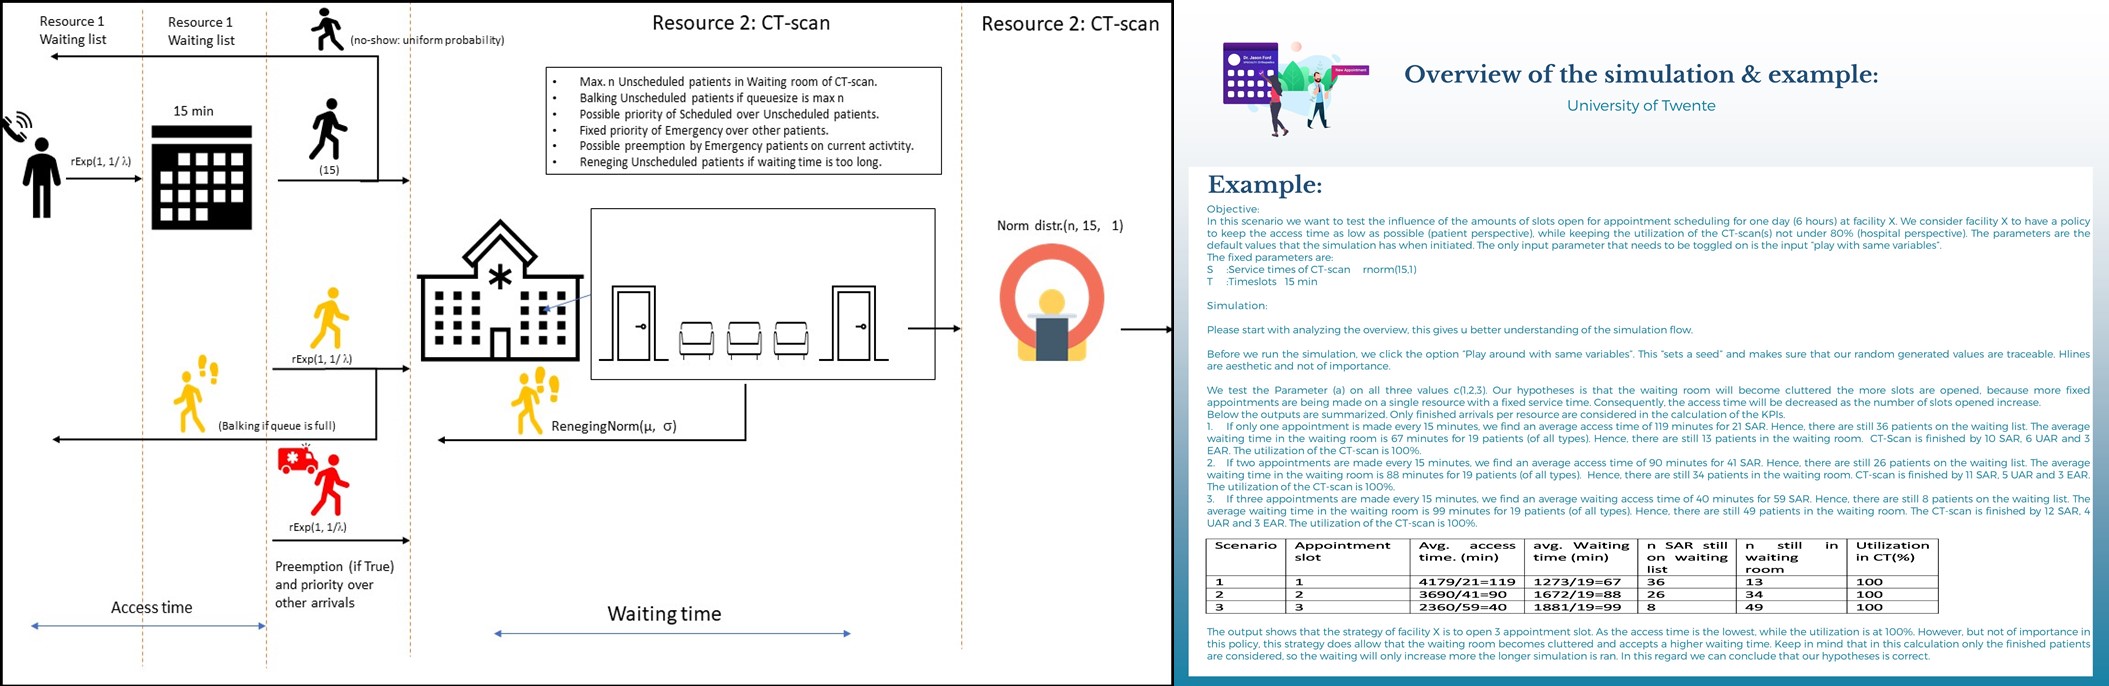 Resource 1
Waiting list
Resource 1
Waiting list
(no-show: uniform probability)
Resource 2: CT-scan
Resource 2: CT-scan
• Max. n Unscheduled patients in Waiting room of CT-scan.
• Balking Unscheduled patients if queuesize is max n
• Possible priority of Scheduled over Unscheduled patients.
• Fixed priority of Emergency over other patients.
• Possible preemption by Emergency patients on current activtity.
• Reneging Unscheduled patients if waiting time is too long.
15 min
rExp(1, 1/ λ)
(15)
Norm distr.(n, 15, 1)
rExp(1, 1/ λ)
(Balking if queue is full)
RenegingNorm(μ, σ)
rExp(1, 1/λ)
Preemption (if True)
and priority over
other arrivals
Access time
Waiting time
Dr. Jason Ford
New Appointment
Overview of the simulation & example:
University of Twente
Example:
Objective:
In this scenario we want to test the influence of the amounts of slots open for appointment scheduling for one day (6 hours) at facility X. We consider facility X to have a policy
to keep the access time as low as possible (patient perspective), while keeping the utilization of the CT-scan(s) not under 80% (hospital perspective). The parameters are the
default values that the simulation has when initiated. The only input parameter that needs to be toggled on is the input “play with same variables”.
The fixed parameters are:
S :Service times of CT-scan rnorm(15,1)
T :Timeslots 15 min
Simulation:
Please start with analyzing the overview, this gives u better understanding of the simulation flow.
Before we run the simulation, we click the option “Play around with same variables”. This “sets a seed” and makes sure that our random generated values are traceable. Hlines
are aesthetic and not of importance.
We test the Parameter (a) on all three values c(1,2,3). Our hypotheses is that the waiting room will become cluttered the more slots are opened, because more fixed
appointments are being made on a single resource with a fixed service time. Consequently, the access time will be decreased as the number of slots opened increase.
Below the outputs are summarized. Only finished arrivals per resource are considered in the calculation of the KPIs.
1. If only one appointment is made every 15 minutes, we find an average access time of 119 minutes for 21 SAR. Hence, there are still 36 patients on the waiting list. The average
waiting time in the waiting room is 67 minutes for 19 patients (of all types). Hence, there are still 13 patients in the waiting room. CT-Scan is finished by 10 SAR, 6 UAR and 3
EAR. The utilization of the CT-scan is 100%.
2. If two appointments are made every 15 minutes, we find an average access time of 90 minutes for 41 SAR. Hence, there are still 26 patients on the waiting list. The average
waiting time in the waiting room is 88 minutes for 19 patients (of all types). Hence, there are still 34 patients in the waiting room. CT-scan is finished by 11 SAR, 5 UAR and 3 EAR.
The utilization of the CT-scan is 100%.
3. If three appointments are made every 15 minutes, we find an average waiting access time of 40 minutes for 59 SAR. Hence, there are still 8 patients on the waiting list. The
average waiting time in the waiting room is 99 minutes for 19 patients (of all types). Hence, there are still 49 patients in the waiting room. The CT-scan is finished by 12 SAR, 4
UAR and 3 EAR. The utilization of the CT-scan is 100%.
Scenario Appointment slot Avg. access time. (min) avg. Waiting time (min) n SAR still on waiting list n still in waiting room Utilization in CT(%)
1 1 4179/21=119 1273/19=67 36 13 100
2 2 3690/41=90 1672/19=88 26 34 100
3 3 2360/59=40 1881/19=99 8 49 100
The output shows that the strategy of facility X is to open 3 appointment slot. As the access time is the lowest, while the utilization is at 100%. However, but not of importance in
this policy, this strategy does allow that the waiting room becomes cluttered and accepts a higher waiting time. Keep in mind that in this calculation only the finished patients
are considered, so the waiting will only increase more the longer simulation is ran. In this regard we can conclude that our hypotheses is correct.